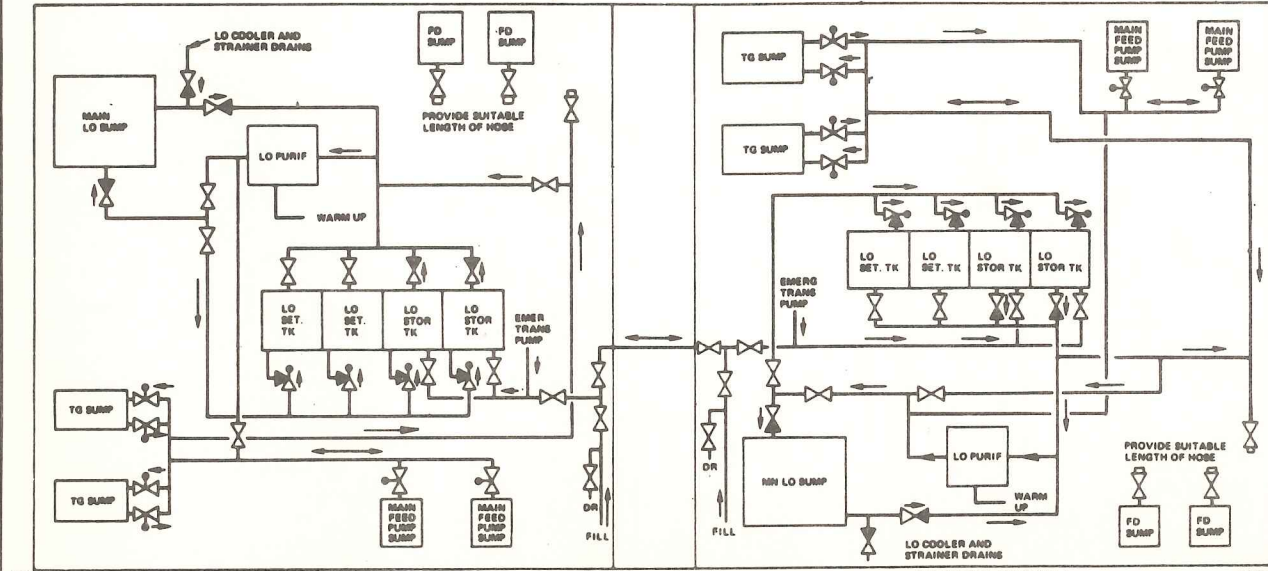 LO COOLER AND
STRAINER DRAINS
FD
SUMP
FD
SUMP
MAIN
LO SUMP
PROVIDE SUITABLE
LENGTH OF HOSE
LO PURIF
WARM UP
LO
SET.
TK
LO
SET.
TK
LO
STOR
TK
LO
STOR
TK
EMER
TRANS
PUMP
TG SUMP
TG SUMP
MAIN
FEED
PUMP
SUMP
MAIN
FEED
PUMP
SUMP
DR
FILL
TG SUMP
TG SUMP
MAIN
FEED
PUMP
SUMP
MAIN
FEED
PUMP
SUMP
LO
SET. TK
LO
SET. TK
LO
STOR TK
LO
STOR TK
EMERG
TRANS
PUMP
DR
FILL
MN LO SUMP
LO PURIF
WARM
UP
LO COOLER AND
STRAINER DRAINS
PROVIDE SUITABLE
LENGTH OF HOSE
FD
SUMP
FD
SUMP